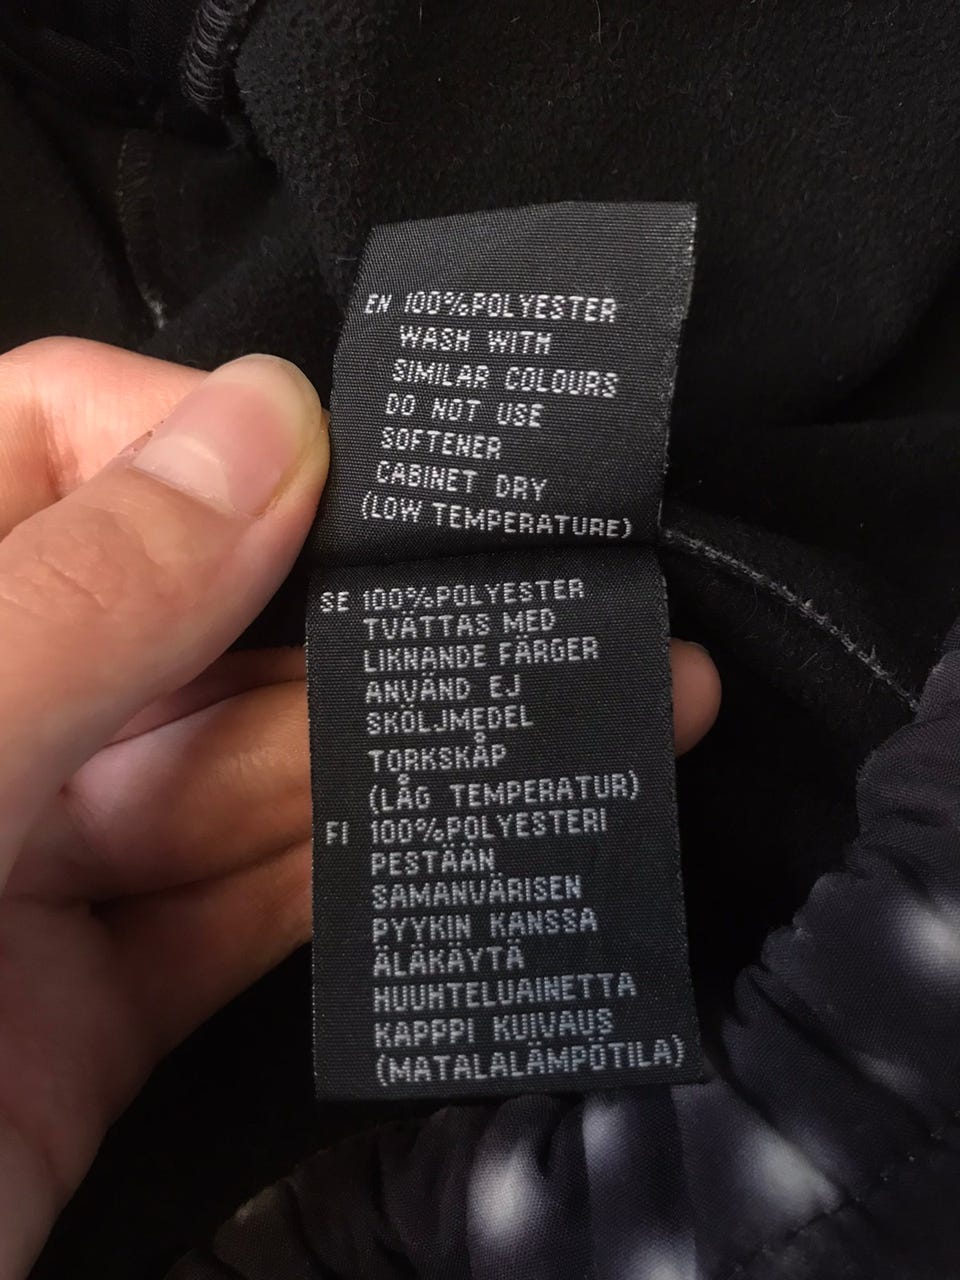 EN 100%POLYESTER
WASH WITH
SIMILAR COLOURS
DO NOT USE
SOFTENER
CABINET DRY
(LOW TEMPERATURE)
SE 100%POLYESTER
TVÄTTAS MED
LIKNANDE FÄRGER
ANVÄND EJ
SKÖLJMEDEL
TORKSKÅP
(LÅG TEMPERATUR)
FI 100%POLYESTERI
PESTÄÄN
SAMANVÄRISEN
PYYKIN KANSSA
ÄLÄKÄYTÄ
HUUHTELUAINETTA
KAPPPI KUIVAUS
(MATALALÄMPÖTILA)